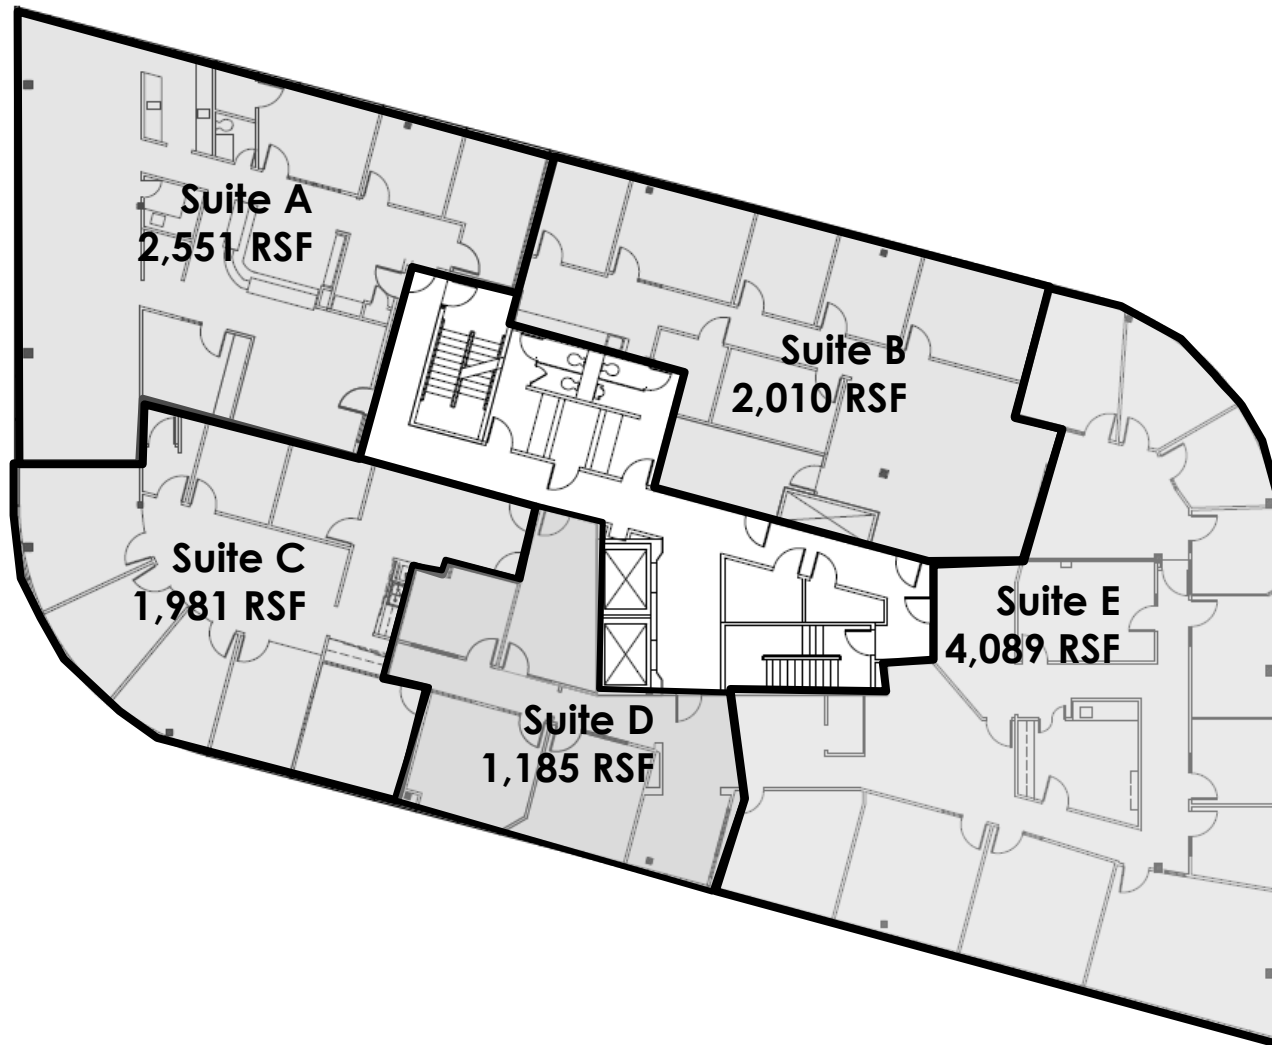 Suite A
2,551 RSF
Suite B
2,010 RSF
Suite C
1,981 RSF
Suite E
4,089 RSF
Suite D
1,185 RSF